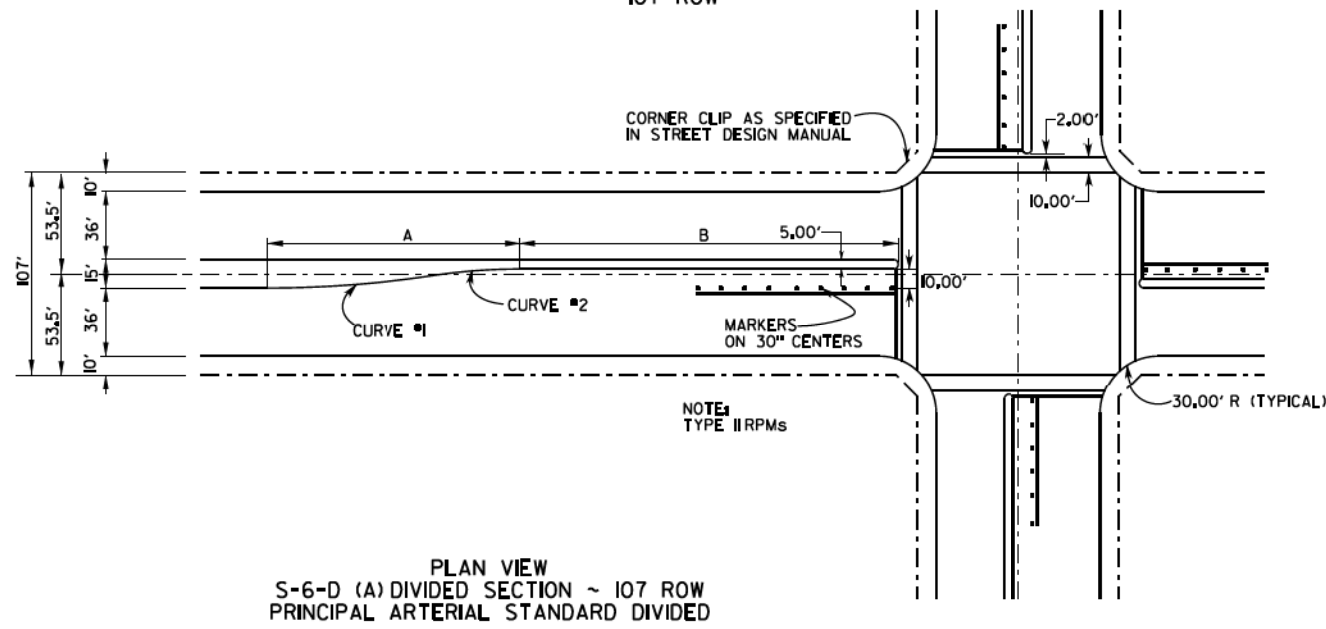 107 ROW
CORNER CLIP AS SPECIFIED
IN STREET DESIGN MANUAL
2.00'
10.00'
10'
53.5'
36'
107'
15'
53.5'
36'
10'
A
B
5.00'
10.00'
CURVE #1
CURVE #2
MARKERS
ON 30" CENTERS
30.00' R (TYPICAL)
NOTE:
TYPE II RPMs
PLAN VIEW
S-6-D (A) DIVIDED SECTION ~ 107 ROW
PRINCIPAL ARTERIAL STANDARD DIVIDED